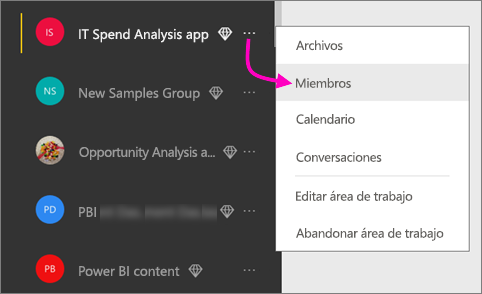 IS IT Spend Analysis app ...
NS New Samples Group ...
Opportunity Analysis a... ...
PD PBI ...
PB Power BI content ...
Archivos
Miembros
Calendario
Conversaciones
Editar área de trabajo
Abandonar área de trabajo